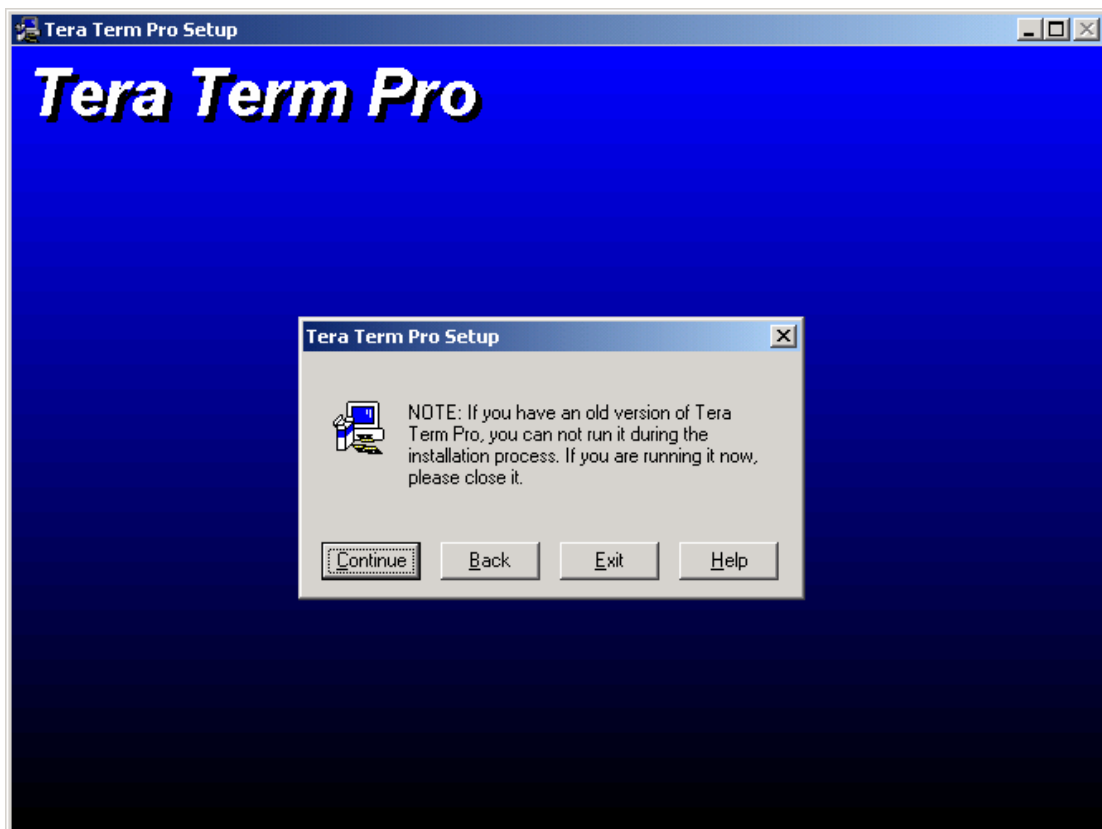 Tera Term Pro Setup
Tera Term Pro
Tera Term Pro Setup
NOTE: If you have an old version of Tera
Term Pro, you can not run it during the
installation process. If you are running it now,
please close it.
Continue Back Exit Help